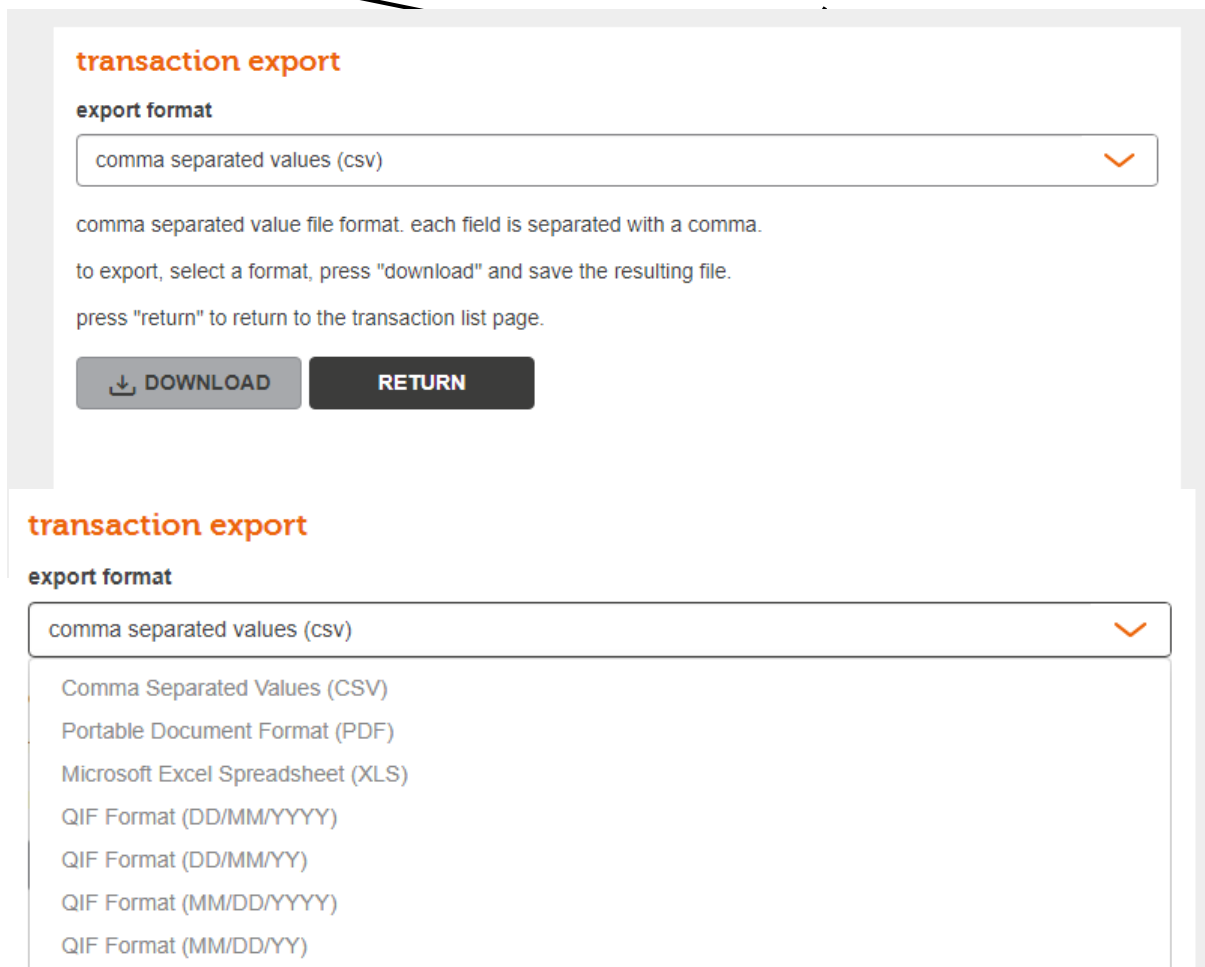 transaction export
export format
comma separated values (csv)
comma separated value file format. each field is separated with a comma.
to export, select a format, press "download" and save the resulting file.
press "return" to return to the transaction list page.
DOWNLOAD RETURN
transaction export
export format
comma separated values (csv)
Comma Separated Values (CSV)
Portable Document Format (PDF)
Microsoft Excel Spreadsheet (XLS)
QIF Format (DD/MM/YYYY)
QIF Format (DD/MM/YY)
QIF Format (MM/DD/YYYY)
QIF Format (MM/DD/YY)